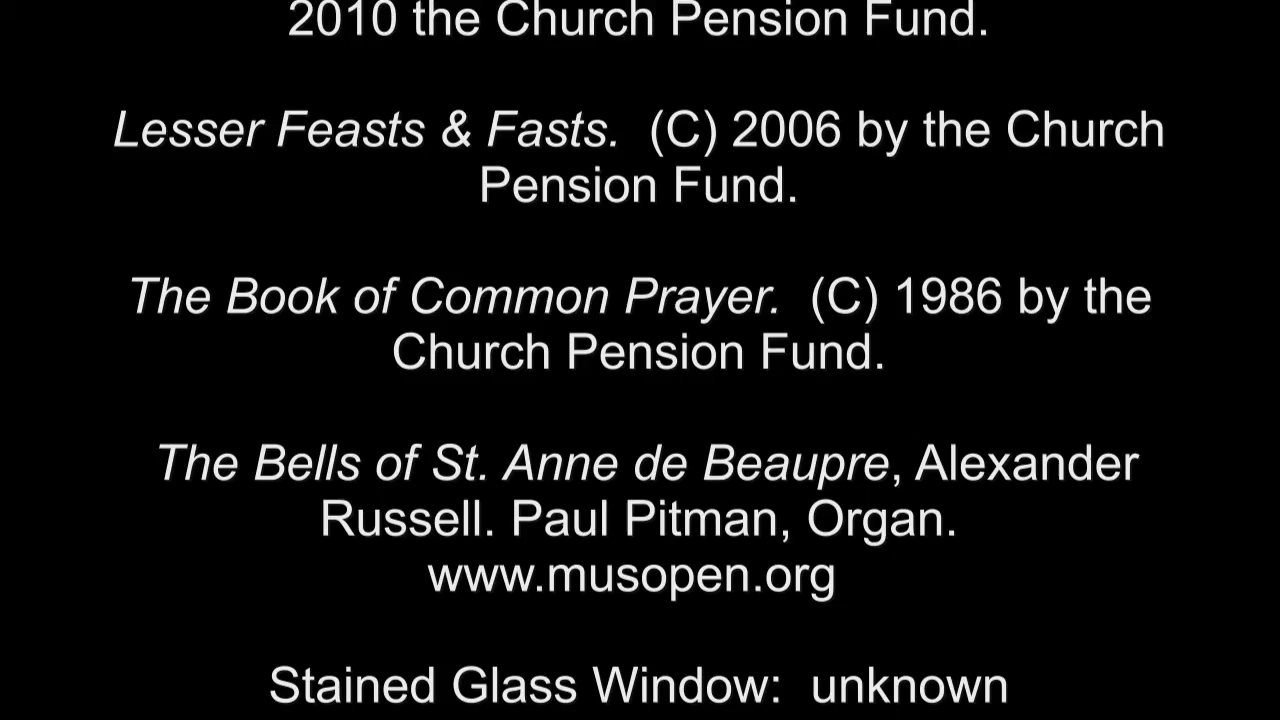 2010 the Church Pension Fund.
Lesser Feasts & Fasts.  (C) 2006 by the Church
Pension Fund.
The Book of Common Prayer.  (C) 1986 by the
Church Pension Fund.
The Bells of St. Anne de Beaupre, Alexander
Russell. Paul Pitman, Organ.
www.musopen.org
Stained Glass Window:  unknown